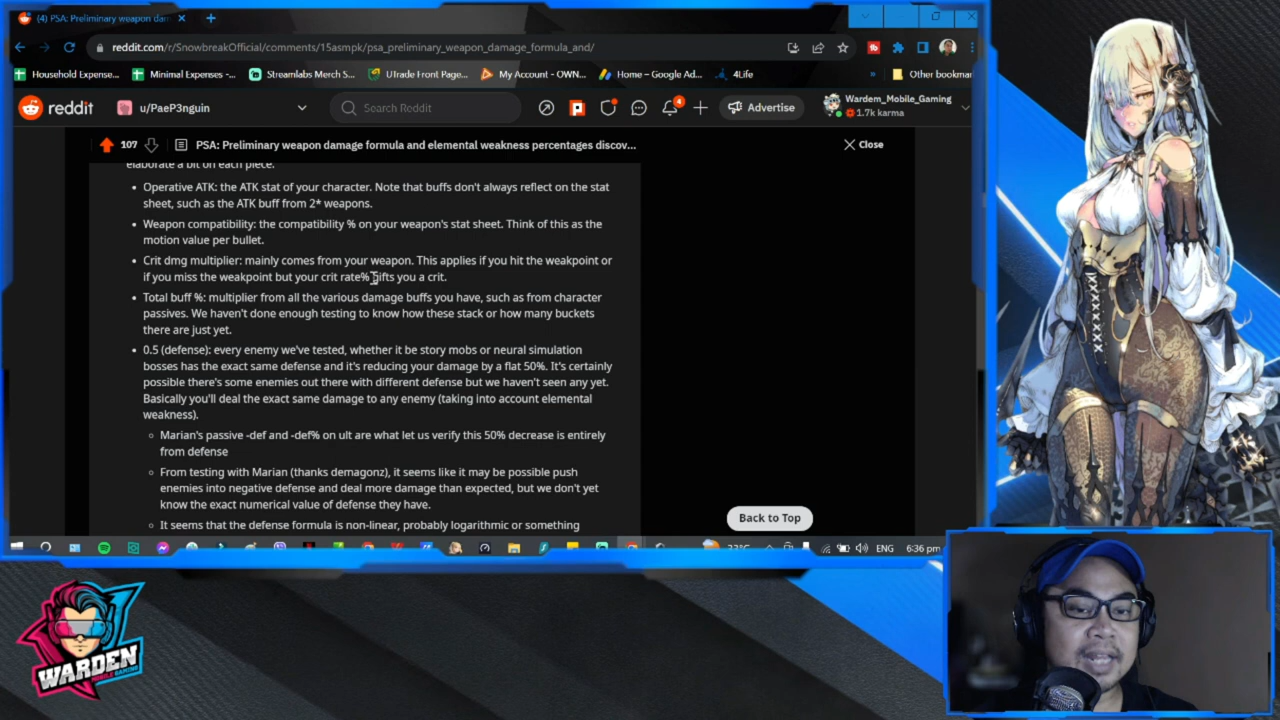 (4) PSA: Preliminary weapon dam
reddit.com/r/SnowbreakOfficial/comments/15asmpk/psa_preliminary_weapon_damage_formula_and/
Household Expense... Minimal Expenses -... Streamlabs Merch S... UTrade Front Page... My Account - OWN... Home – Google Ad... 4Life » Other bookmar
reddit u/PaeP3nguin Search Reddit 4 Advertise Wardem_Mobile_Gaming
1.7k karma
107 PSA: Preliminary weapon damage formula and elemental weakness percentages discov... Close
elaborate a bit on each piece.
• Operative ATK: the ATK stat of your character. Note that buffs don't always reflect on the stat
sheet, such as the ATK buff from 2* weapons.
• Weapon compatibility: the compatibility % on your weapon's stat sheet. Think of this as the
motion value per bullet.
• Crit dmg multiplier: mainly comes from your weapon. This applies if you hit the weakpoint or
if you miss the weakpoint but your crit rate% gifts you a crit.
• Total buff %: multiplier from all the various damage buffs you have, such as from character
passives. We haven't done enough testing to know how these stack or how many buckets
there are just yet.
• 0.5 (defense): every enemy we've tested, whether it be story mobs or neural simulation
bosses has the exact same defense and it's reducing your damage by a flat 50%. It's certainly
possible there's some enemies out there with different defense but we haven't seen any yet.
Basically you'll deal the exact same damage to any enemy (taking into account elemental
weakness).
○ Marian's passive -def and -def% on ult are what let us verify this 50% decrease is entirely
from defense
○ From testing with Marian (thanks demagonz), it seems like it may be possible push
enemies into negative defense and deal more damage than expected, but we don't yet
know the exact numerical value of defense they have.
○ It seems that the defense formula is non-linear, probably logarithmic or something
Back to Top
ENG 6:36 pm
WARDEN
MOBILE GAMING